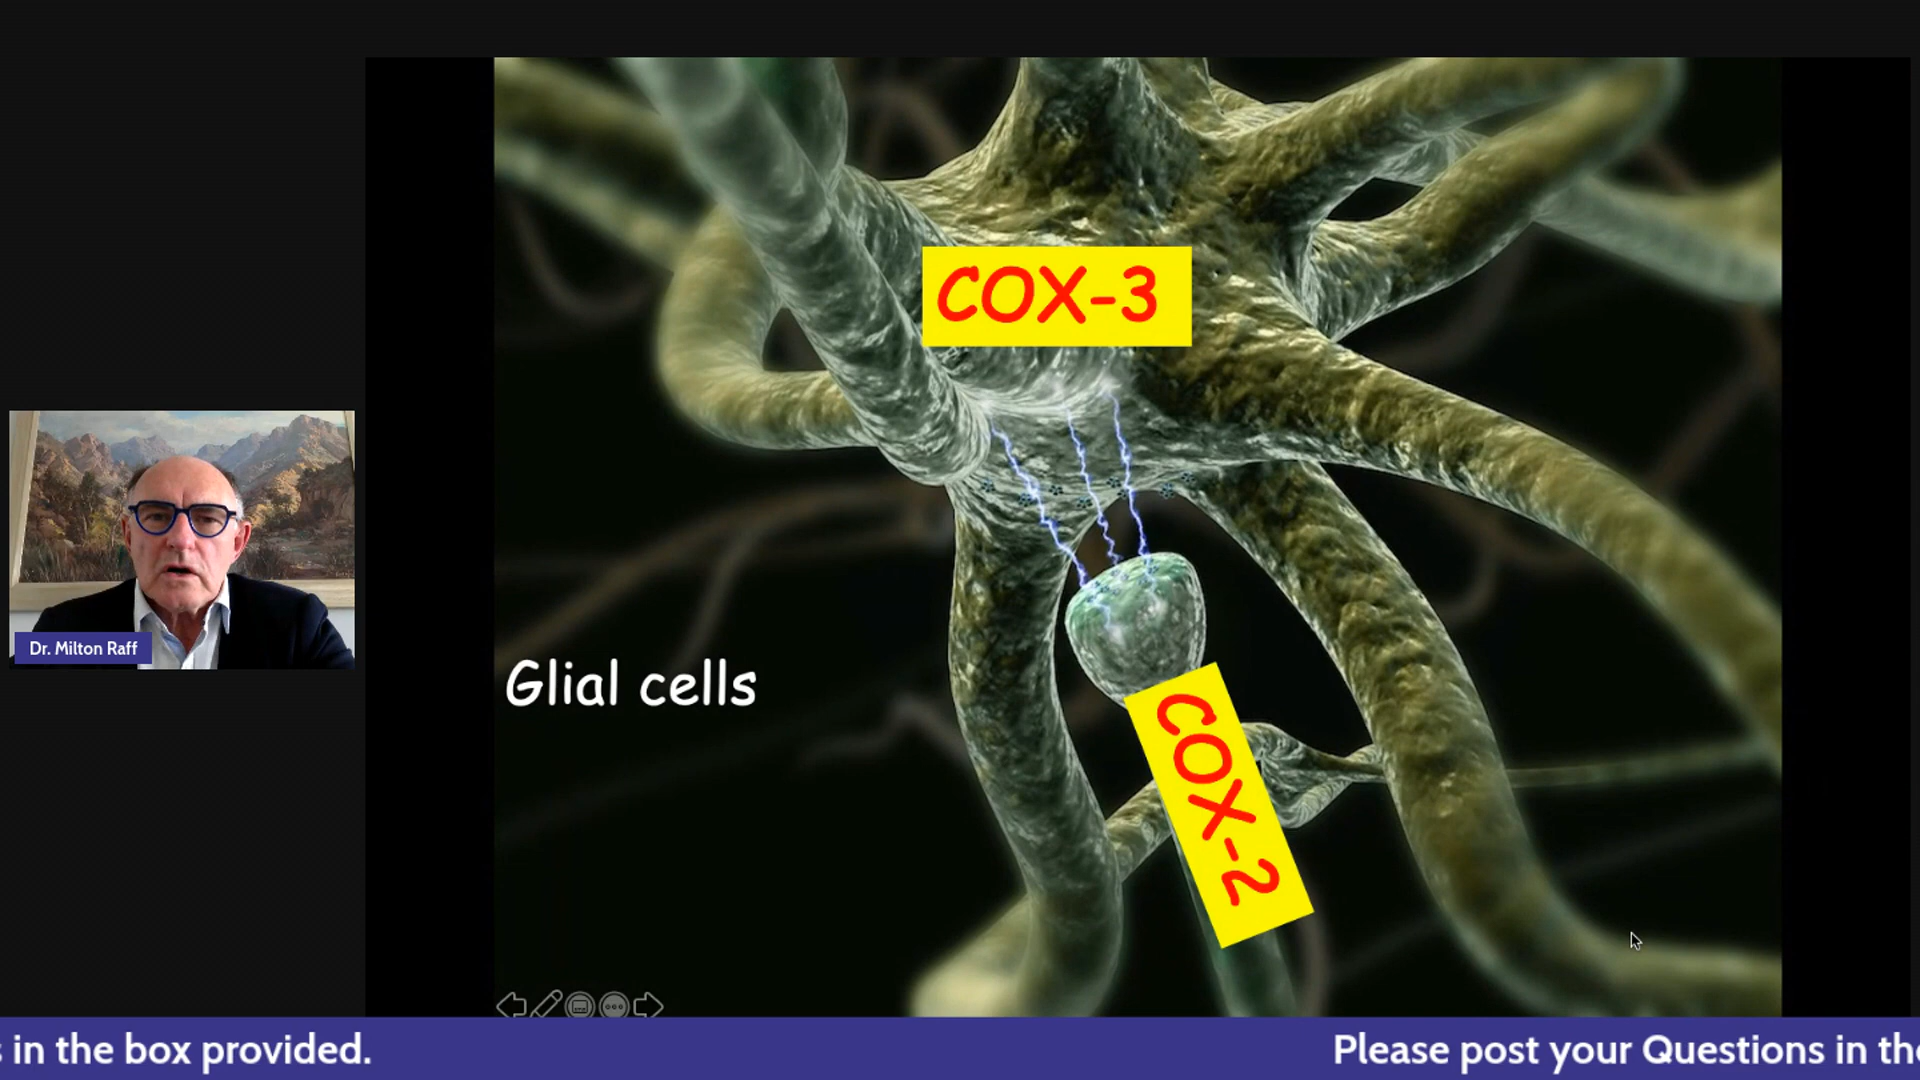 COX-3
Dr. Milton Raff
Glial cells
COX-2
s in the box provided.
Please post your Questions in the